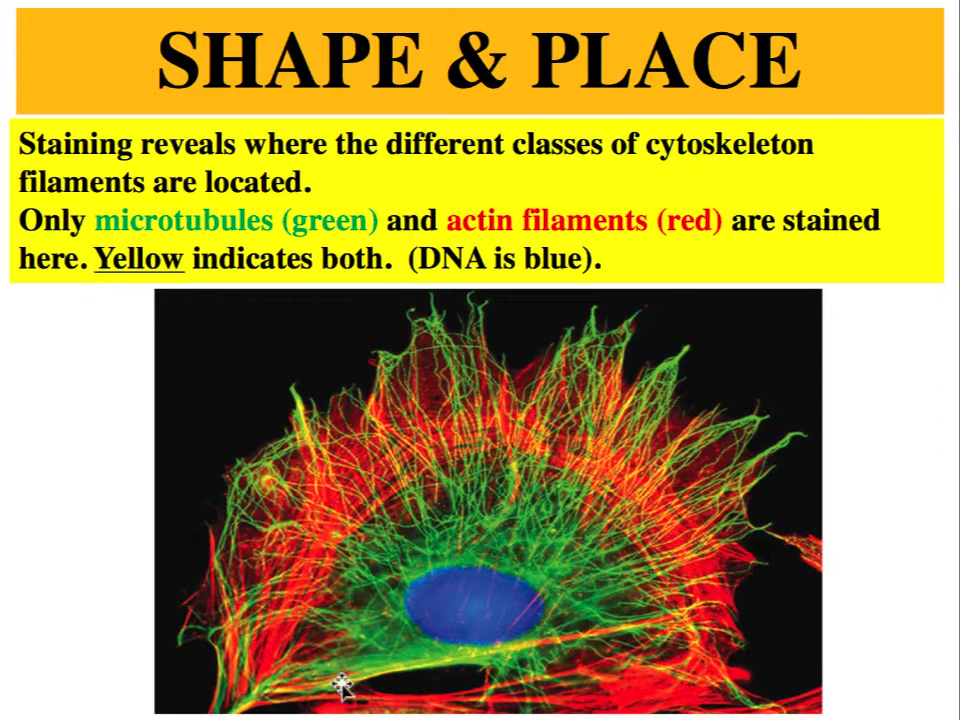 SHAPE & PLACE
Staining reveals where the different classes of cytoskeleton
filaments are located.
Only microtubules (green) and actin filaments (red) are stained
here. Yellow indicates both. (DNA is blue).